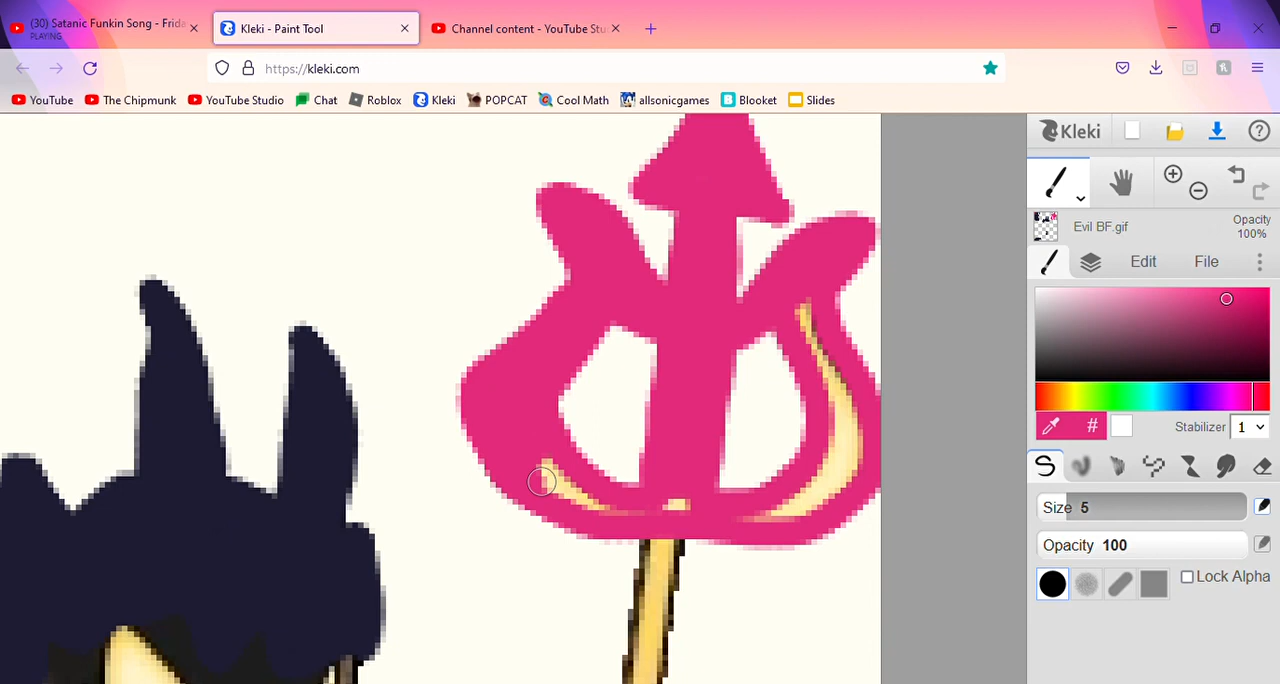 (30) Satanic Funkin Song - Frida
PLAYING
Kleki - Paint Tool
Channel content - YouTube Stu
https://kleki.com
YouTube The Chipmunk YouTube Studio Chat Roblox Kleki POPCAT Cool Math allsonicgames Blooket Slides
Kleki
Evil BF.gif
Opacity
100%
Edit File
# Stabilizer 1
Size 5
Opacity 100
Lock Alpha